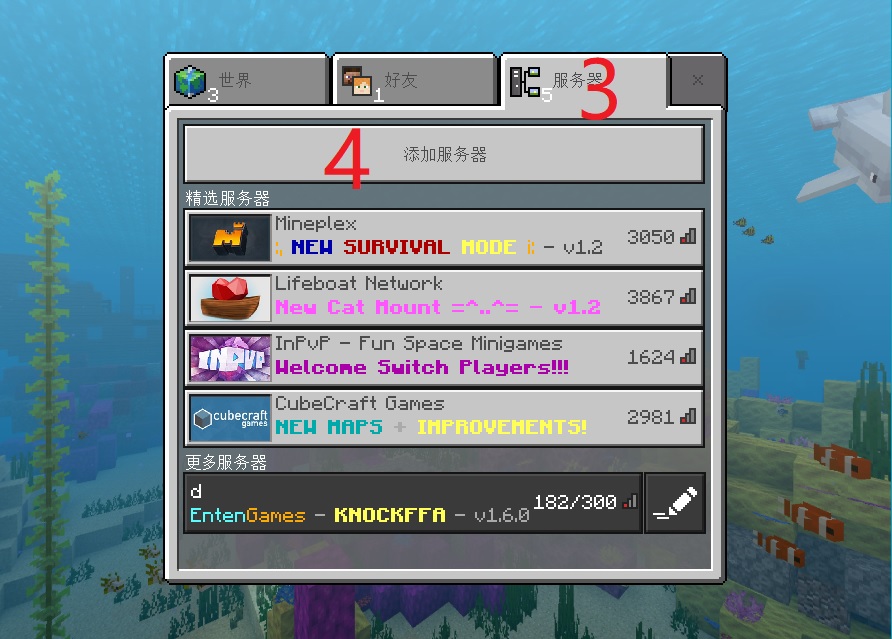 世界
3
好友
1
服务器
5
3
4
添加服务器
精选服务器
Mineplex
NEW SURVIVAL MODE - v1.2
3050
Lifeboat Network
New Cat Mount =^..^= - v1.2
3867
INPVP
InPvP - Fun Space Minigames
Welcome Switch Players!!!
1624
cubecraft
games
CubeCraft Games
NEW MAPS + IMPROVEMENTS!
2981
更多服务器
d
EntenGames - KNOCKFFA - v1.6.0
182/300